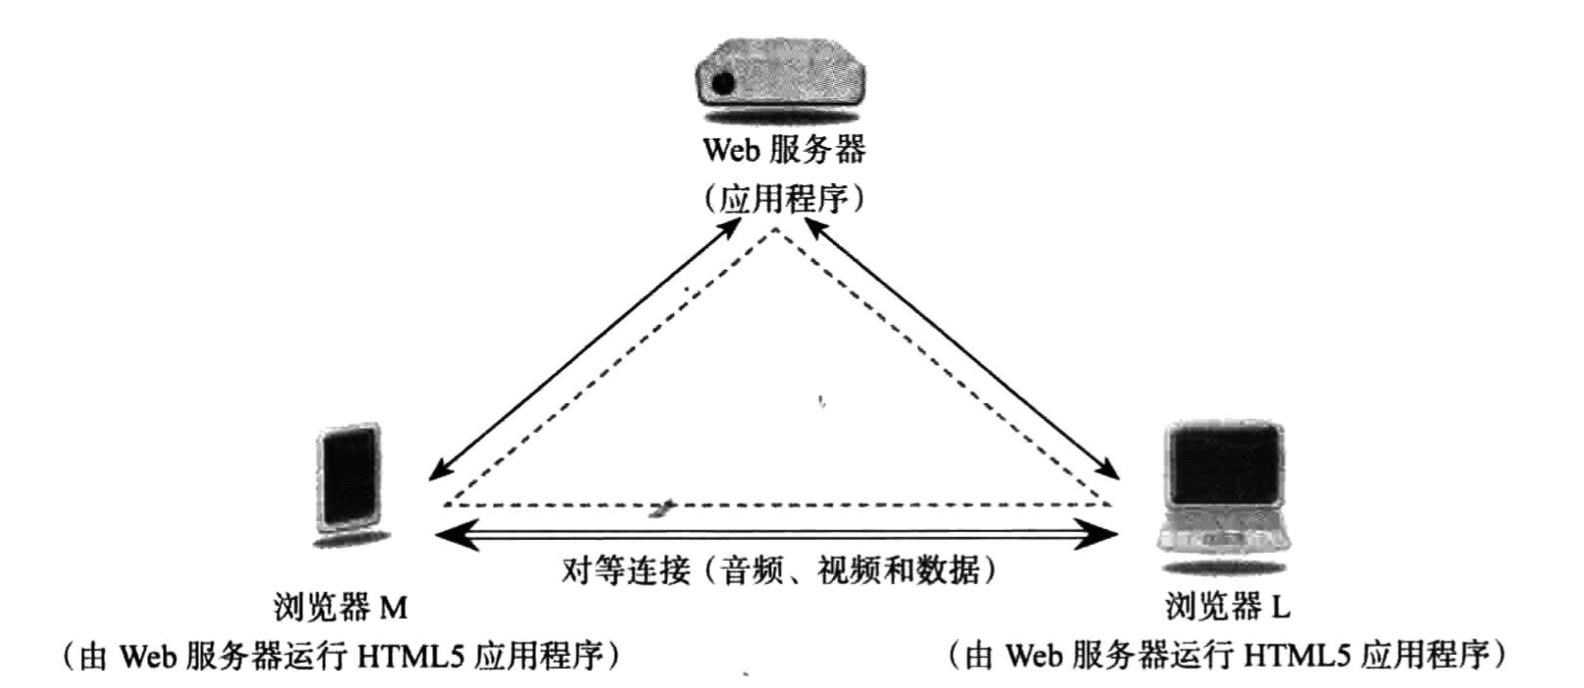 Web 服务器
（应用程序）
对等连接（音频、视频和数据）
浏览器 M
（由 Web 服务器运行 HTML5 应用程序）
浏览器 L
（由 Web 服务器运行 HTML5 应用程序）